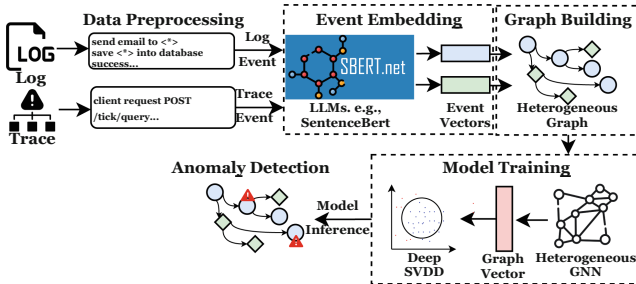 Data Preprocessing
Event Embedding
Graph Building
LOG
Log
send email to <*>
save <*> into database
success...
Log
Event
SBERT.net
LLMs. e.g.,
SentenceBert
Event
Vectors
Heterogeneous
Graph
Trace
client request POST
/tick/query...
Trace
Event
Anomaly Detection
Model
Inference
Model Training
Deep
SVDD
Graph
Vector
Heterogeneous
GNN